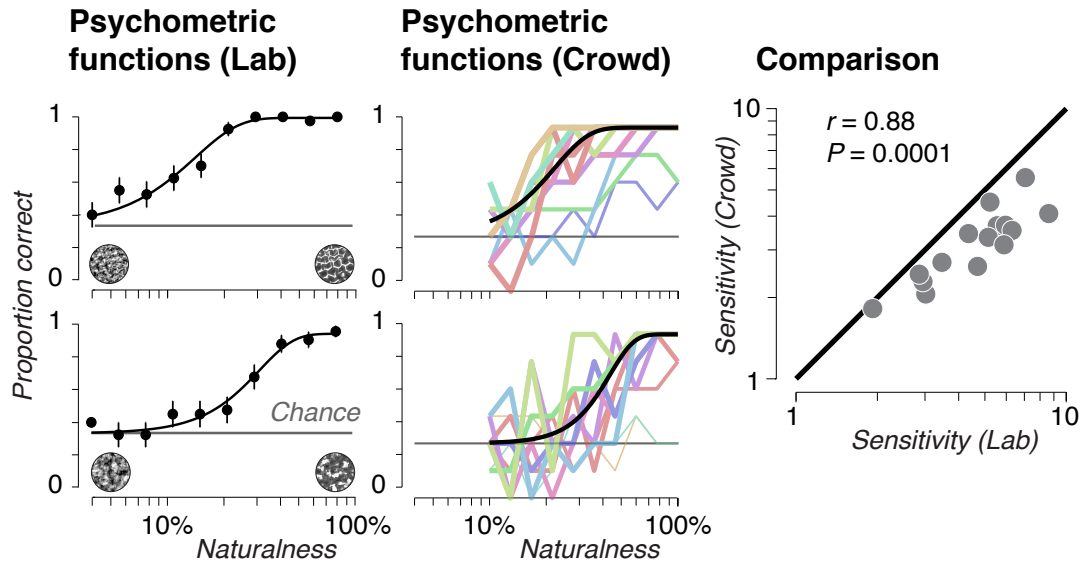 Psychometric
functions (Lab)
Psychometric
functions (Crowd)
Comparison
Proportion correct
1
0
1
0
Chance
10%
100%
Naturalness
1
0
1
0
10%
100%
Naturalness
r = 0.88
P = 0.0001
Sensitivity (Crowd)
10
1
1
10
Sensitivity (Lab)